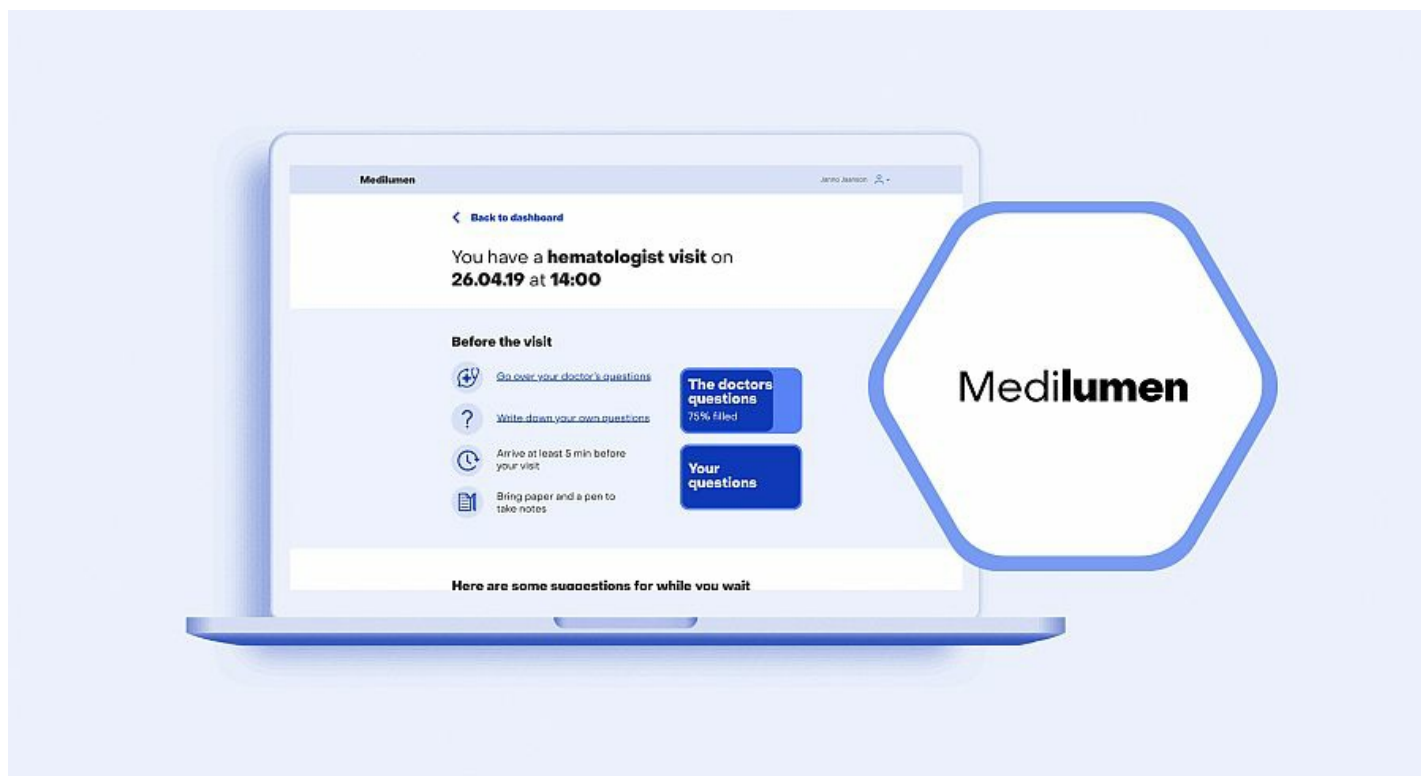 Medilumen
Janno Jaanson
Back to dashboard
You have a hematologist visit on
26.04.19 at 14:00
Before the visit
Go over your doctor's questions
Write down your own questions
Arrive at least 5 min before
your visit
Bring paper and a pen to
take notes
The doctors
questions
75% filled
Your
questions
Here are some suggestions for while you wait
Medilumen